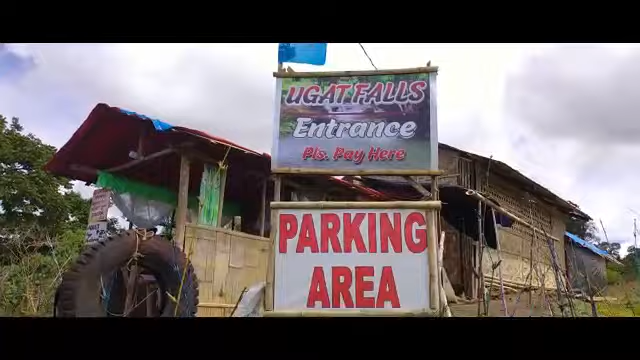 UGAT FALLS
Entrance
Pls. Pay Here
PARKING
AREA